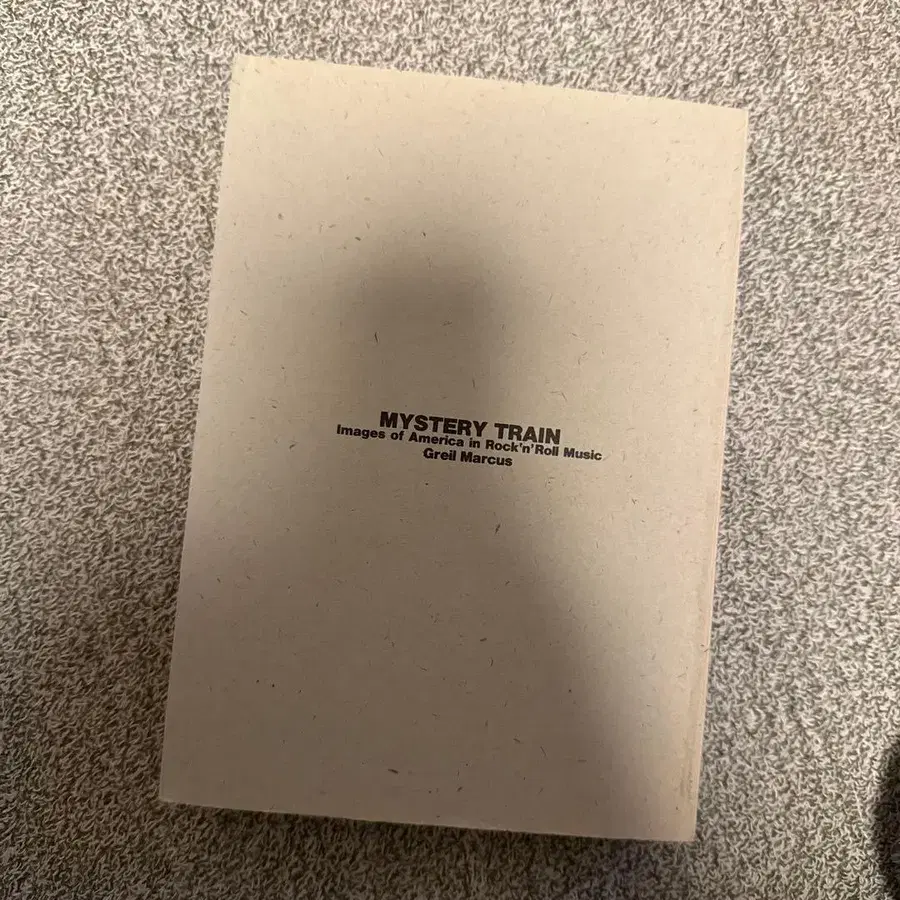 MYSTERY TRAIN
Images of America in Rock'n'Roll Music
Greil Marcus